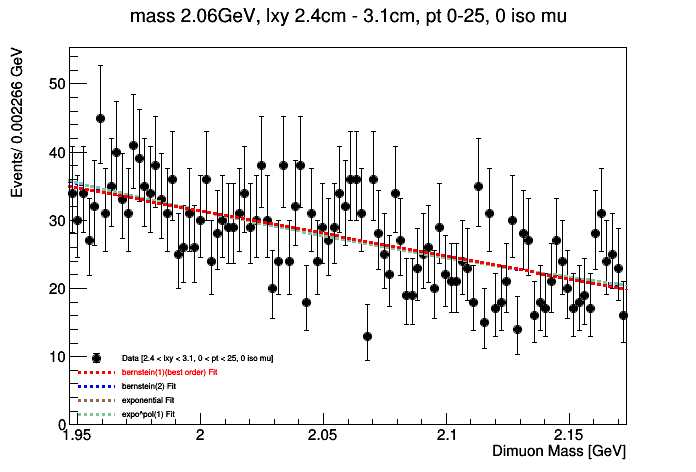 mass 2.06GeV, lxy 2.4cm - 3.1cm, pt 0-25, 0 iso mu
Events/ 0.002266 GeV
50
40
30
20
10
0
Data [2.4 < lxy < 3.1, 0 < pt < 25, 0 iso mu]
bernstein(1)(best order) Fit
bernstein(2) Fit
exponential Fit
expo*pol(1) Fit
1.95 2 2.05 2.1 2.15
Dimuon Mass [GeV]